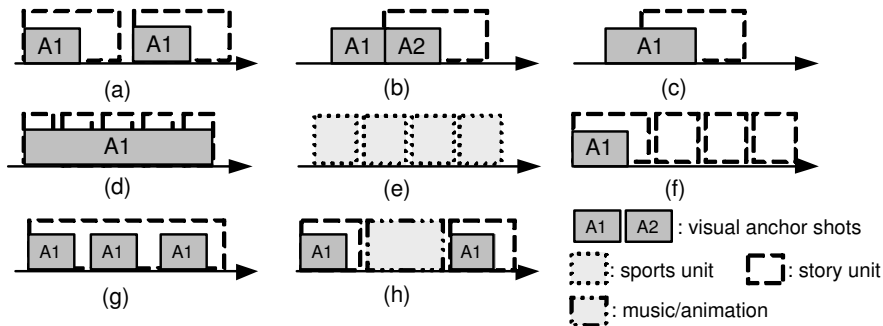 A1 A1
(a)
A1 A2
(b)
A1
(c)
A1
(d)
(e)
A1
(f)
A1 A1 A1
(g)
A1 A1
(h)
A1 A2 : visual anchor shots
: sports unit : story unit
: music/animation